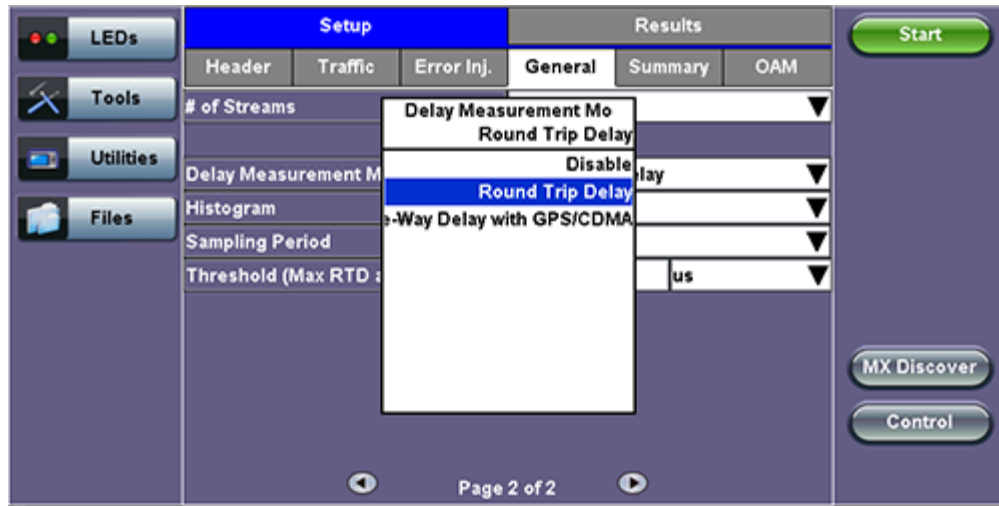 LEDs
Tools
Utilities
Files
Setup
Results
Header
Traffic
Error Inj.
General
Summary
OAM
# of Streams
Delay Measurement M
Histogram
Sampling Period
Threshold (Max RTD a
Delay Measurement Mo
Round Trip Delay
Disable
Round Trip Delay
e-Way Delay with GPS/CDMA
elay
us
Page 2 of 2
Start
MX Discover
Control